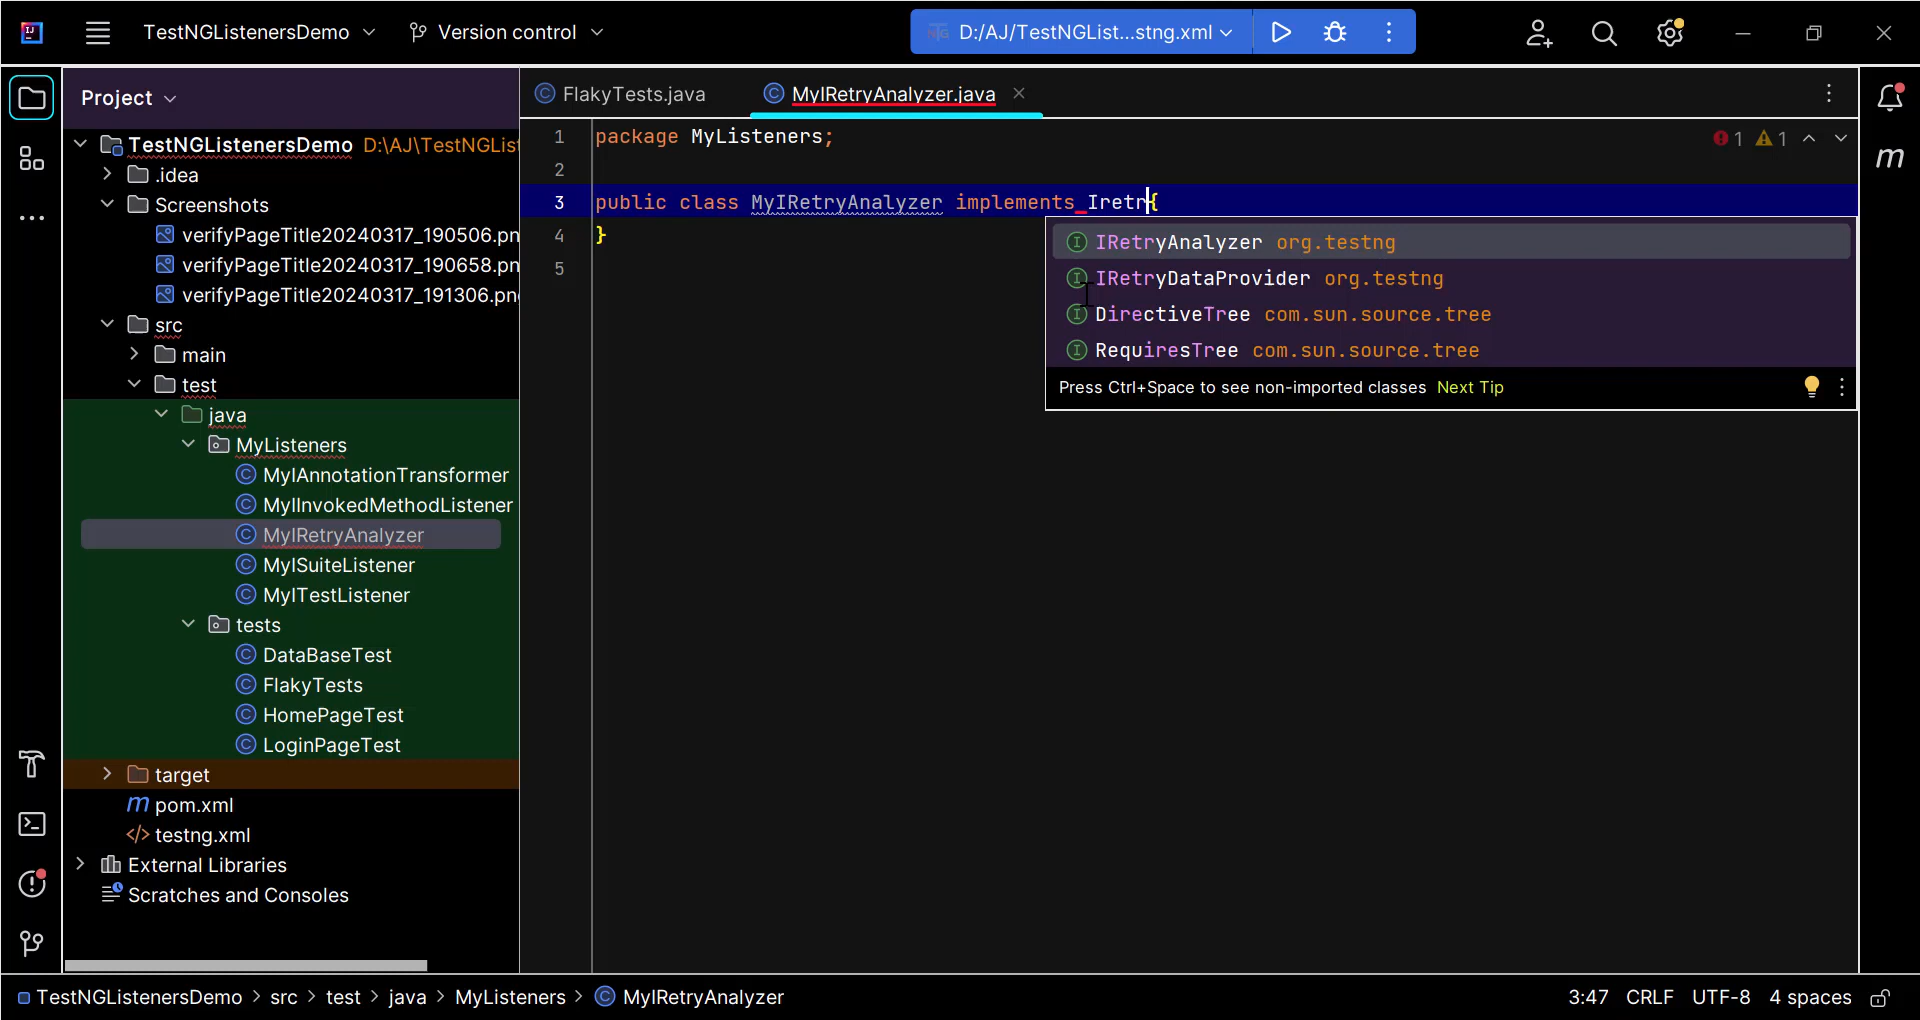 TestNGListenersDemo
Version control
D:/AJ/TestNGList...stng.xml
Project
FlakyTests.java
MyIRetryAnalyzer.java
TestNGListenersDemo D:\AJ\TestNGLis
.idea
Screenshots
verifyPageTitle20240317_190506.pn
verifyPageTitle20240317_190658.pn
verifyPageTitle20240317_191306.pn
src
main
test
java
MyListeners
MyIAnnotationTransformer
MyIInvokedMethodListener
MyIRetryAnalyzer
MyISuiteListener
MyITestListener
tests
DataBaseTest
FlakyTests
HomePageTest
LoginPageTest
target
pom.xml
testng.xml
External Libraries
Scratches and Consoles
1 package MyListeners;
2
3 public class MyIRetryAnalyzer implements Iretr{
4 }
5
1 1
IRetryAnalyzer org.testng
IRetryDataProvider org.testng
DirectiveTree com.sun.source.tree
RequiresTree com.sun.source.tree
Press Ctrl+Space to see non-imported classes Next Tip
TestNGListenersDemo > src > test > java > MyListeners > MyIRetryAnalyzer
3:47 CRLF UTF-8 4 spaces